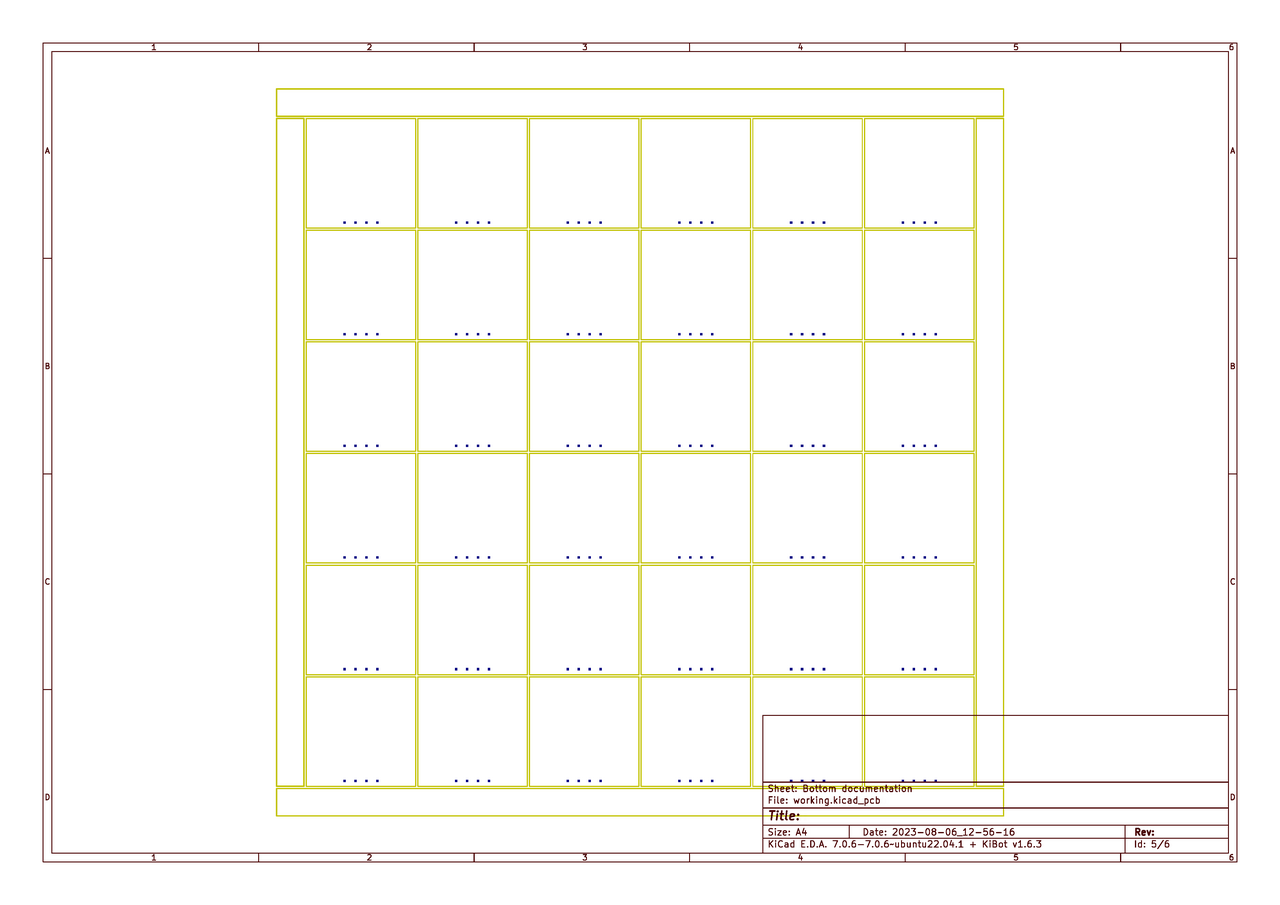 1 2 3 4 5 6
A A
B B
C C
D D
Sheet: Bottom documentation
File: working.kicad_pcb
Title:
Size: A4 Date: 2023-08-06_12-56-16 Rev:
KiCad E.D.A. 7.0.6-7.0.6~ubuntu22.04.1 + KiBot v1.6.3 Id: 5/6
1 2 3 4 5 6